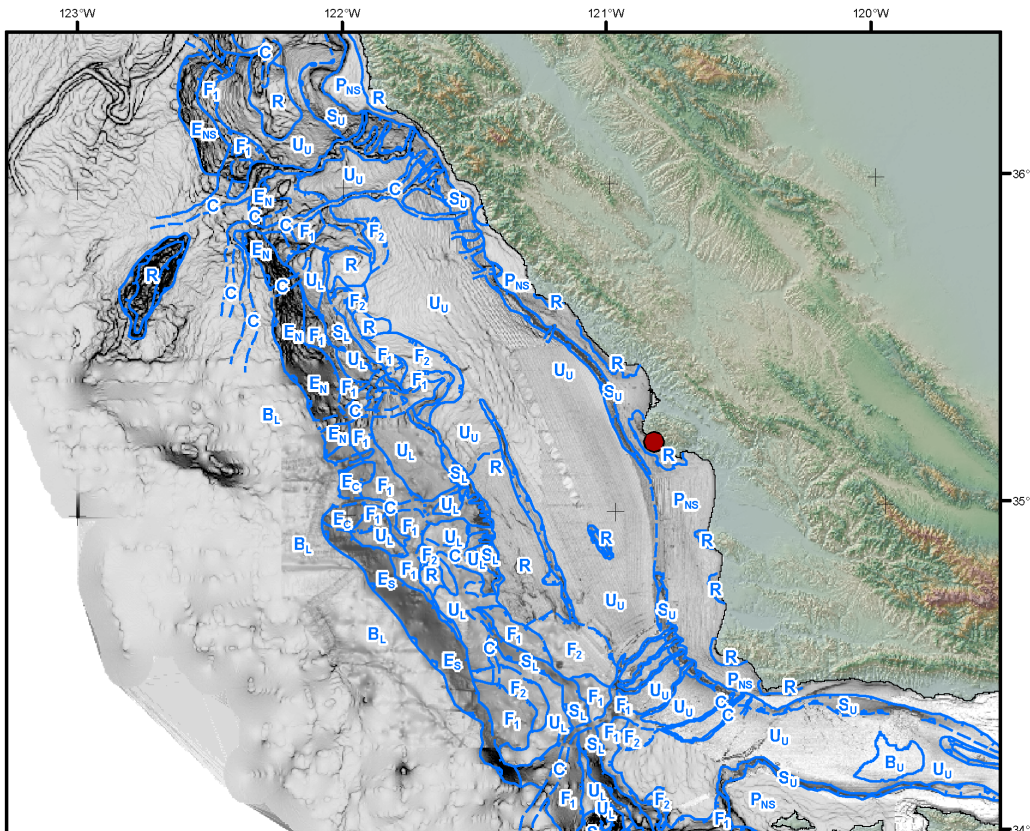 123°W 122°W 121°W 120°W
C
F1 R PNS R
ENS SU
F1 UU
UU
36°
EN C SU
C C
C F1 F2
EN
R R UL PNS
C C R
F2 UU
EN F1 SL R
UL F1 F2 UU R
EN F1 F1 SU
C
BL
EN F1 UU
UL R
SL R
EC F1
UL PNS 35°
EC F1 C
F1
UL UL R R
BL F2 C UL SL
F1 R R
ES R
UL UU SU
BL F1
C F2
ES SL R
F2 PNS R
UU
F1 F1 C SU
SL UU
F1 UL C
F1 F2 UU
SL
C BU UU
SU
F1 UL F2 PNS
UL
F1
S 34°